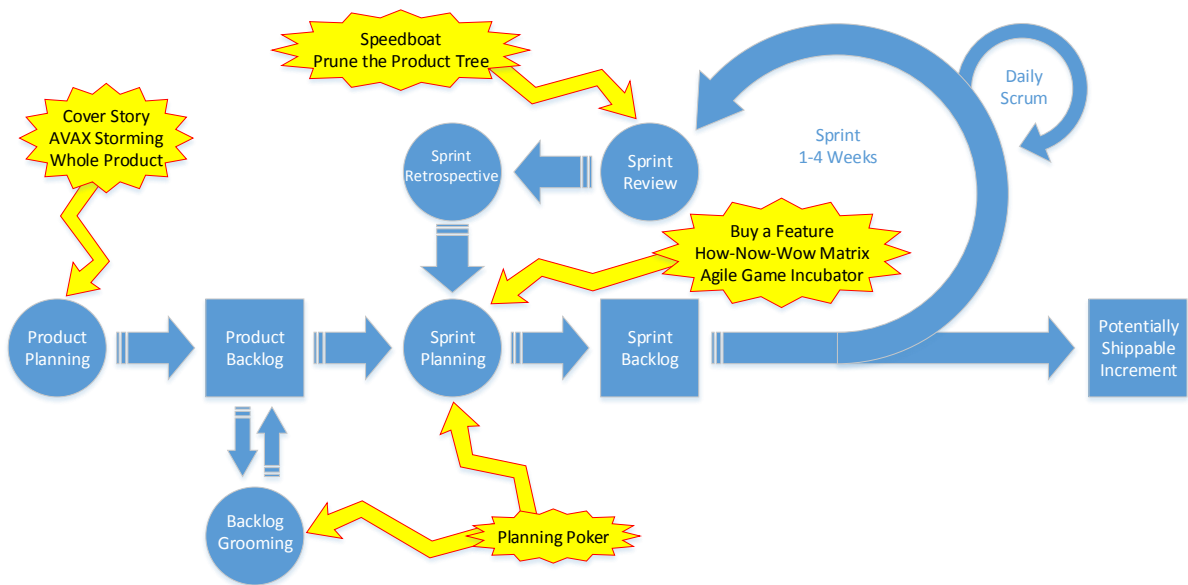 Speedboat
Prune the Product Tree
Daily
Scrum
Cover Story
AVAX Storming
Whole Product
Sprint
1-4 Weeks
Sprint
Retrospective
Sprint
Review
Buy a Feature
How-Now-Wow Matrix
Agile Game Incubator
Product
Planning
Product
Backlog
Sprint
Planning
Sprint
Backlog
Potentially
Shippable
Increment
Backlog
Grooming
Planning Poker